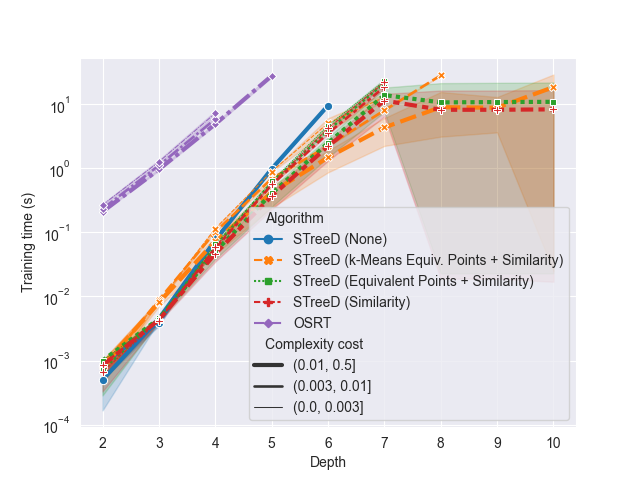 10¹
10⁰
10⁻¹
10⁻²
10⁻³
10⁻⁴
Training time (s)
Algorithm
STreeD (None)
STreeD (k-Means Equiv. Points + Similarity)
STreeD (Equivalent Points + Similarity)
STreeD (Similarity)
OSRT
Complexity cost
(0.01, 0.5]
(0.003, 0.01]
(0.0, 0.003]
2 3 4 5 6 7 8 9 10
Depth